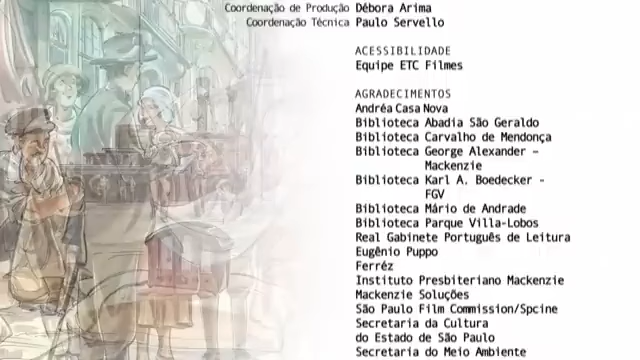 Coordenação de Produção Débora Arima
Coordenação Técnica Paulo Servello
ACESSIBILIDADE
Equipe ETC Filmes
AGRADECIMENTOS
Andréa Casa Nova
Biblioteca Abadia São Geraldo
Biblioteca Carvalho de Mendonça
Biblioteca George Alexander –
Mackenzie
Biblioteca Karl A. Boedecker -
FGV
Biblioteca Mário de Andrade
Biblioteca Parque Villa-Lobos
Real Gabinete Português de Leitura
Eugênio Puppo
Ferréz
Instituto Presbiteriano Mackenzie
Mackenzie Soluções
São Paulo Film Commission/Spcine
Secretaria da Cultura
do Estado de São Paulo
Secretaria do Meio Ambiente